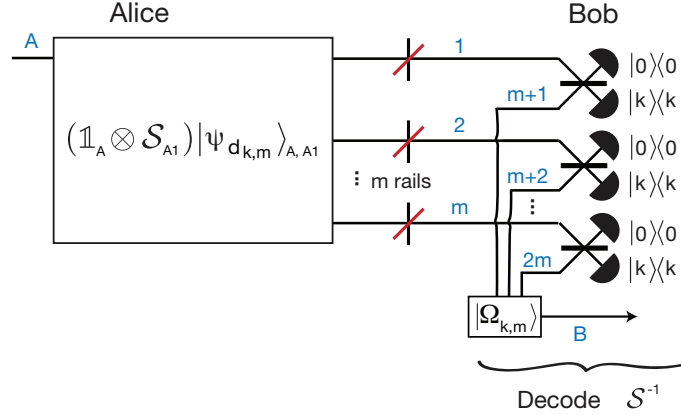 Alice
Bob
A
1
|0⟩⟨0
m+1
|k⟩⟨k
(𝟙_A ⊗ 𝒮_A1)|Ψ_d_k,m⟩_A, A1
2
|0⟩⟨0
m+2
|k⟩⟨k
⋮ m rails
⋮
m
|0⟩⟨0
2m
|k⟩⟨k
|Ω_k,m⟩
B
Decode 𝒮^-1